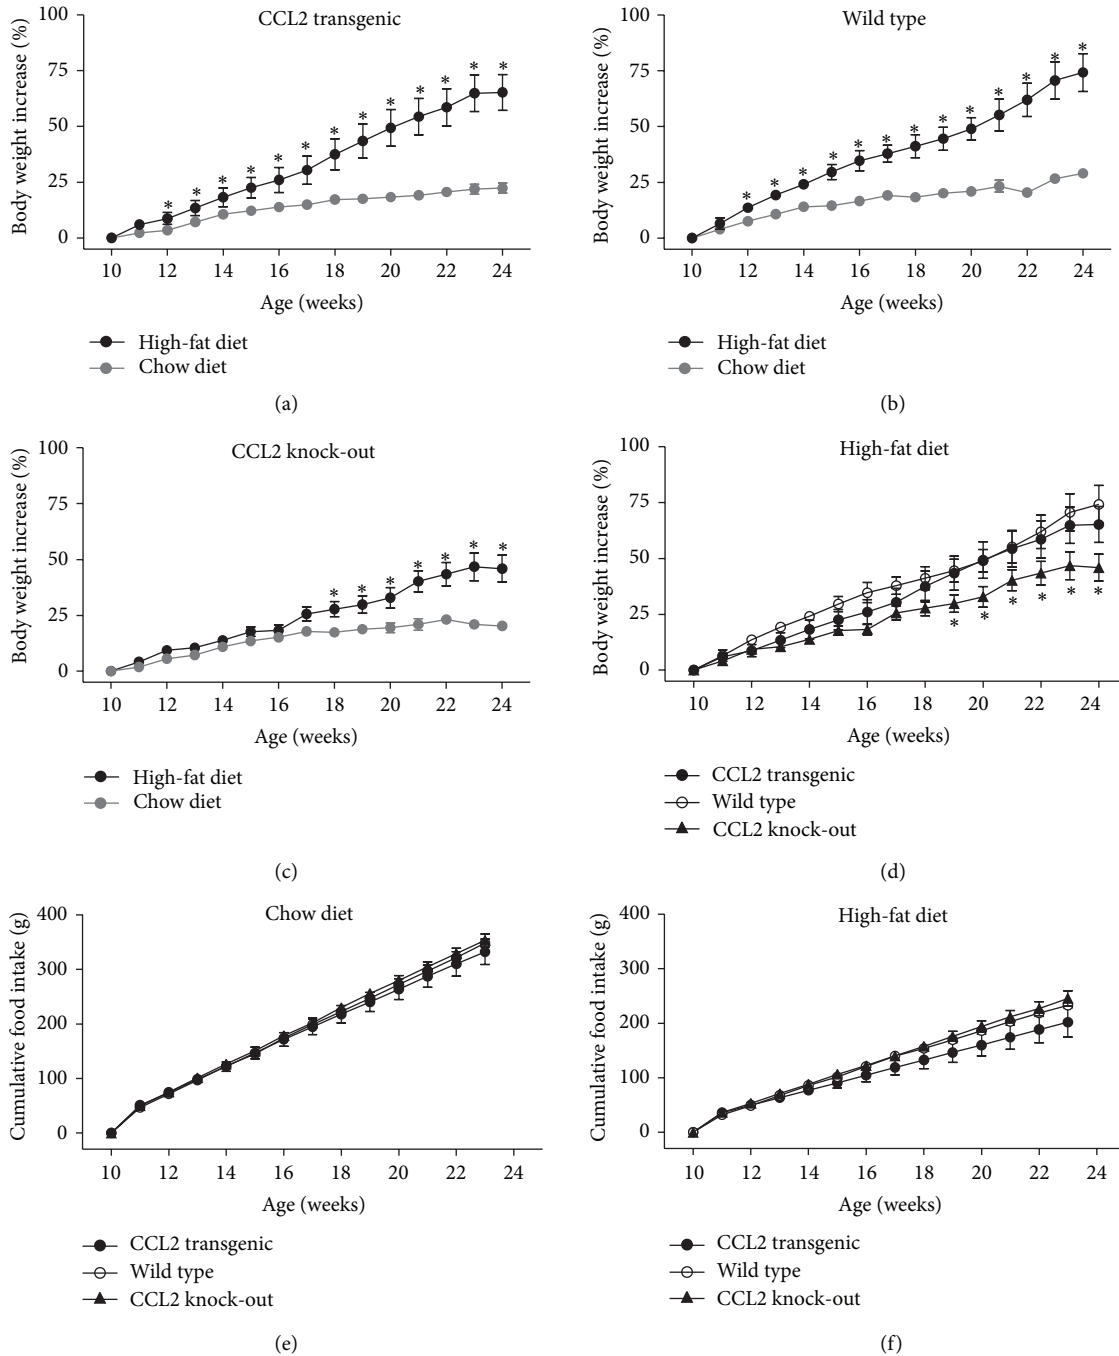 CCL2 transgenic
Body weight increase (%)
100
75
50
25
0
* * * * * * * * * * * * *
10 12 14 16 18 20 22 24
Age (weeks)
High-fat diet
Chow diet
(a)
Wild type
Body weight increase (%)
100
75
50
25
0
* * * * * * * * * * * * *
10 12 14 16 18 20 22 24
Age (weeks)
High-fat diet
Chow diet
(b)
CCL2 knock-out
Body weight increase (%)
100
75
50
25
0
* * * * * * *
10 12 14 16 18 20 22 24
Age (weeks)
High-fat diet
Chow diet
(c)
High-fat diet
Body weight increase (%)
100
75
50
25
0
* * * * * *
10 12 14 16 18 20 22 24
Age (weeks)
CCL2 transgenic
Wild type
CCL2 knock-out
(d)
Chow diet
Cumulative food intake (g)
400
300
200
100
0
10 12 14 16 18 20 22 24
Age (weeks)
CCL2 transgenic
Wild type
CCL2 knock-out
(e)
High-fat diet
Cumulative food intake (g)
400
300
200
100
0
10 12 14 16 18 20 22 24
Age (weeks)
CCL2 transgenic
Wild type
CCL2 knock-out
(f)